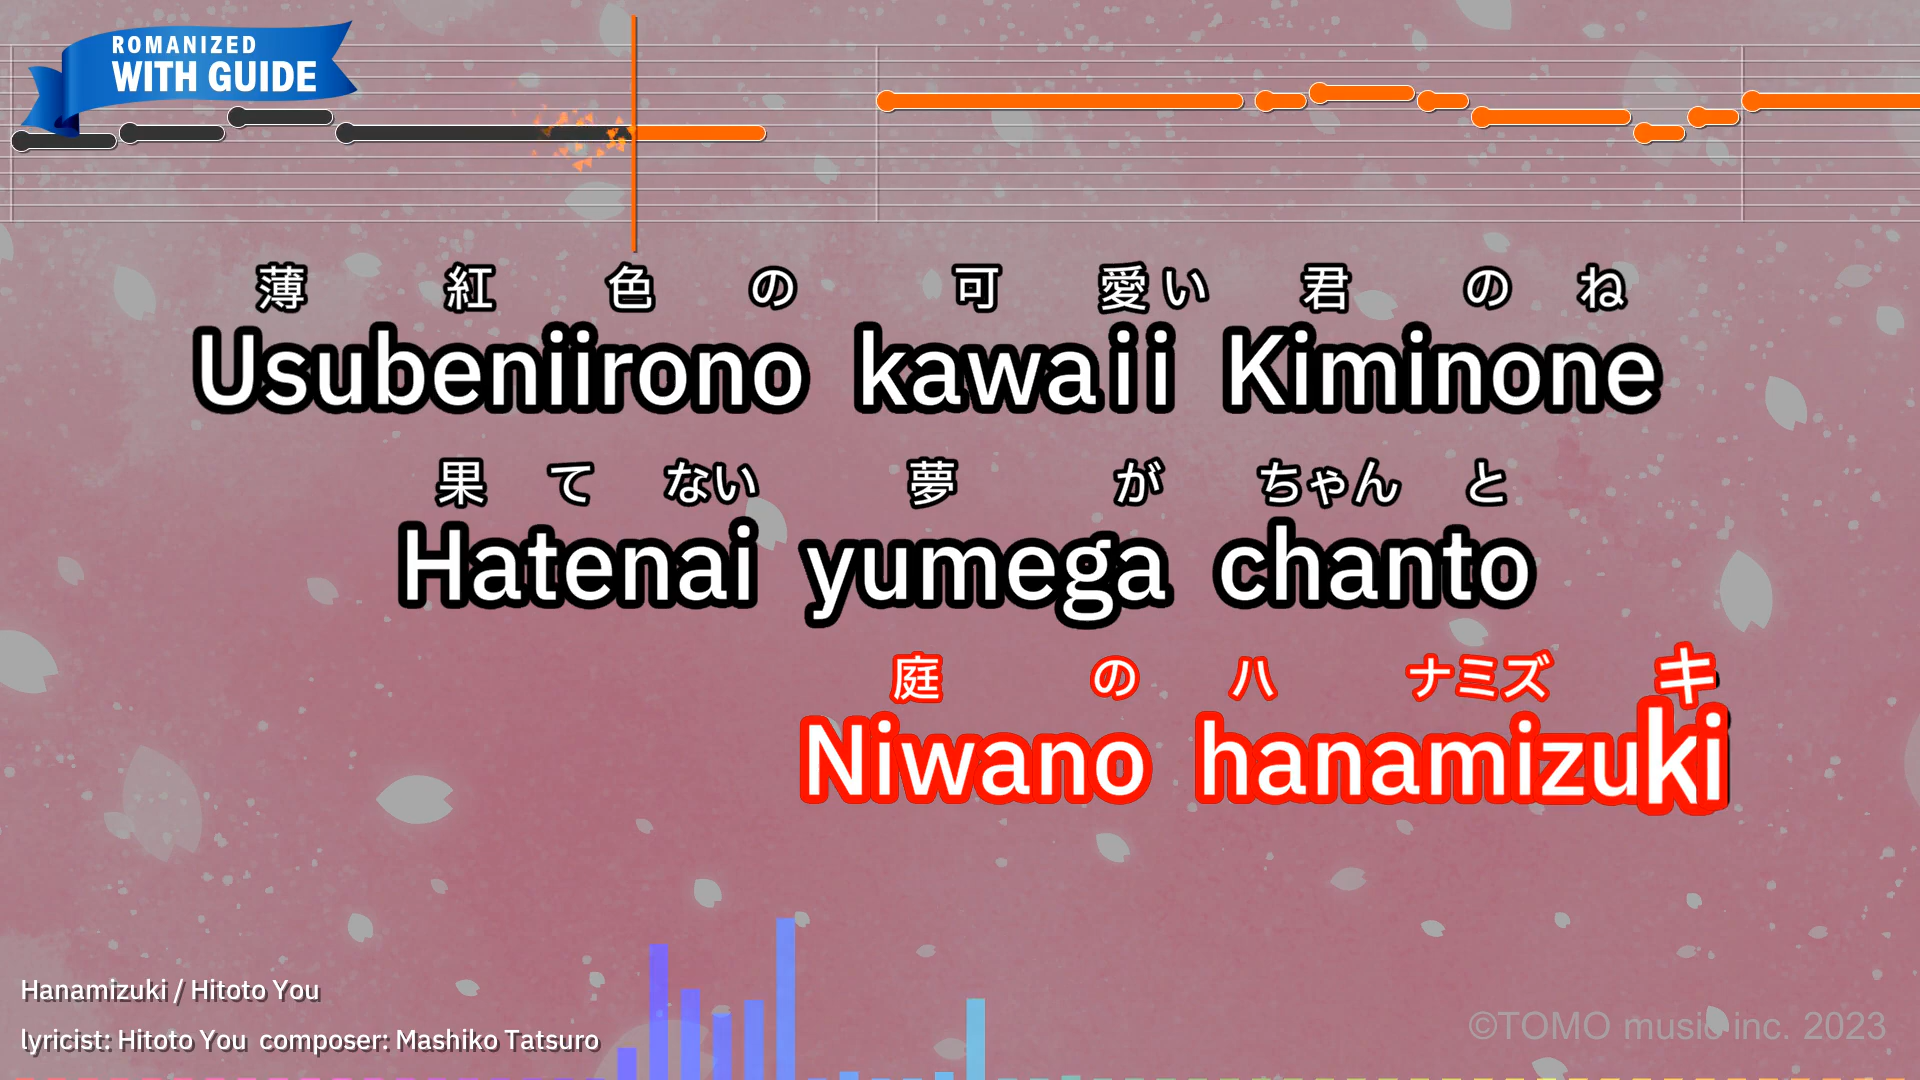 ROMANIZED
WITH GUIDE
薄 紅 色 の 可 愛い 君 の ね
Usubeniirono kawaii Kiminone
果 て ない 夢 が ちゃん と
Hatenai yumega chanto
庭 の ハ ナミズ キ
Niwano hanamizuki
Hanamizuki / Hitoto You
lyricist: Hitoto You composer: Mashiko Tatsuro
©TOMO music inc. 2023